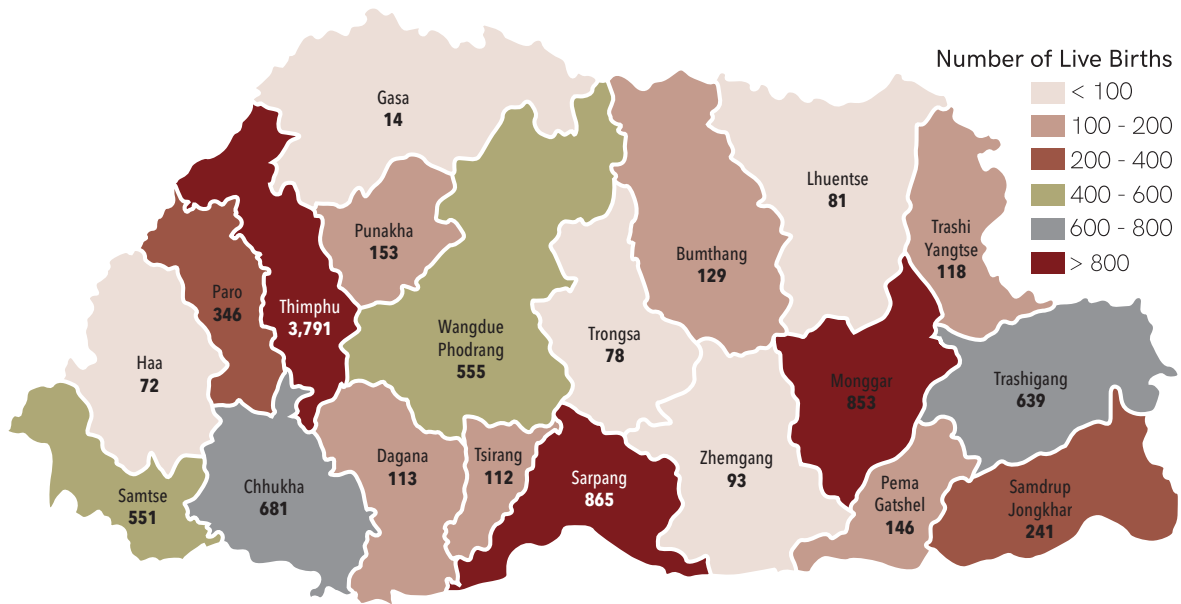 Number of Live Births
< 100
100 - 200
200 - 400
400 - 600
600 - 800
> 800
Gasa
14
Punakha
153
Lhuentse
81
Trashi
Yangtse
118
Bumthang
129
Paro
346
Thimphu
3,791
Wangdue
Phodrang
555
Trongsa
78
Haa
72
Monggar
853
Trashigang
639
Samtse
551
Chhukha
681
Dagana
113
Tsirang
112
Sarpang
865
Zhemgang
93
Pema
Gatshel
146
Samdrup
Jongkhar
241